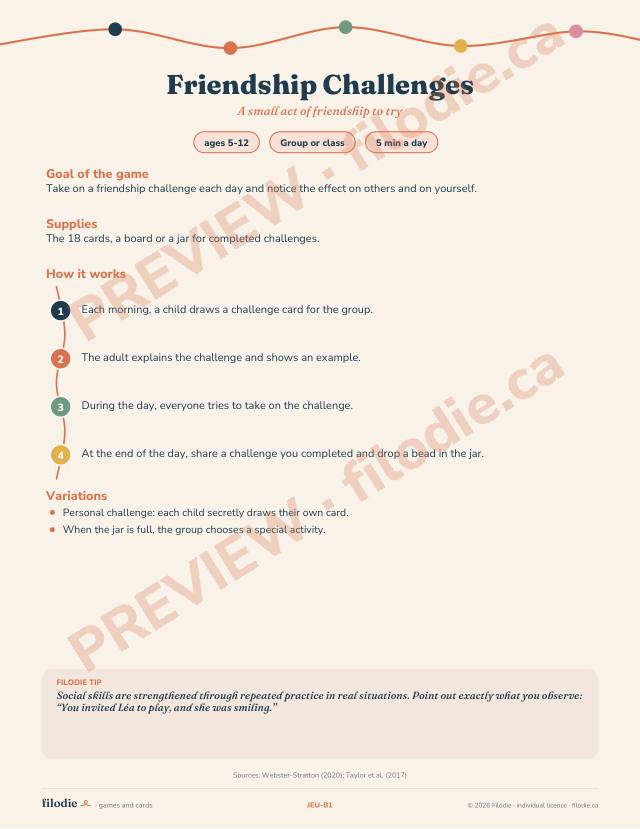 Friendship Challenges
A small act of friendship to try
ages 5-12
Group or class
5 min a day
Goal of the game
Take on a friendship challenge each day and notice the effect on others and on yourself.
Supplies
The 18 cards, a board or a jar for completed challenges.
How it works
1 Each morning, a child draws a challenge card for the group.
2 The adult explains the challenge and shows an example.
3 During the day, everyone tries to take on the challenge.
4 At the end of the day, share a challenge you completed and drop a bead in the jar.
Variations
Personal challenge: each child secretly draws their own card.
When the jar is full, the group chooses a special activity.
PREVIEW · filodie.ca
PREVIEW · filodie.ca
FILODIE TIP
Social skills are strengthened through repeated practice in real situations. Point out exactly what you observe:
“You invited Léa to play, and she was smiling.”
Sources: Webster-Stratton (2020); Taylor et al. (2017)
filodie · games and cards
JEU-B1
© 2026 Filodie · individual licence · filodie.ca